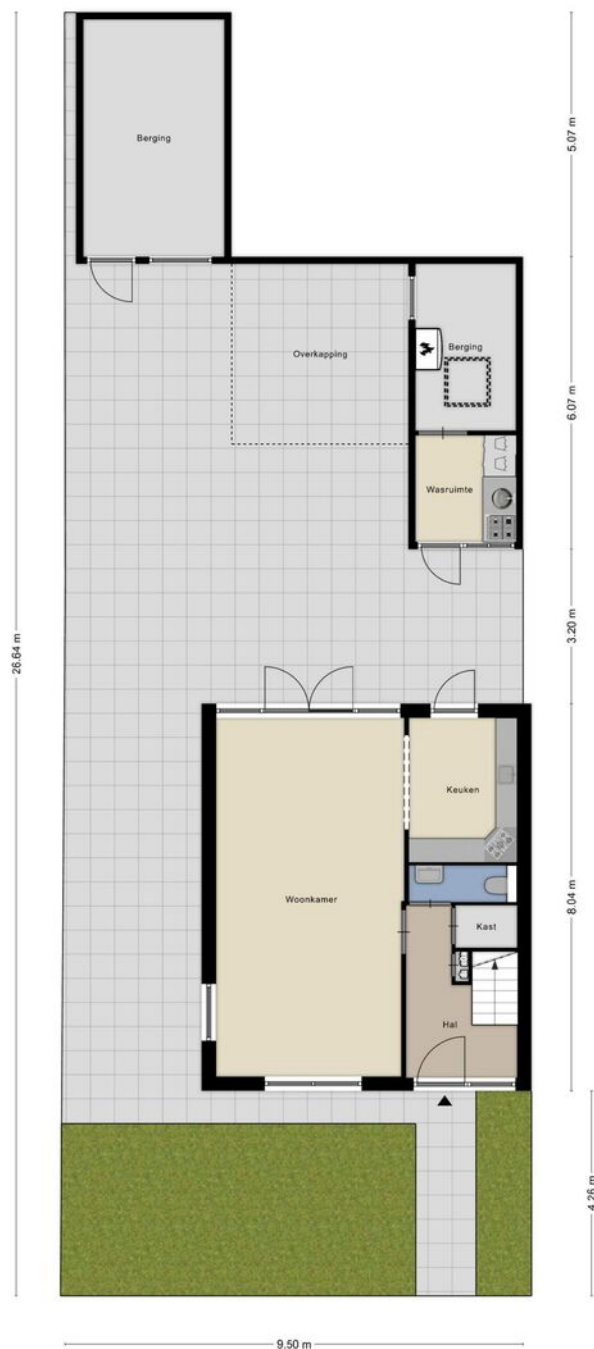 Berging
5.07 m
Overkapping
Berging
6.07 m
Wasruimte
3.20 m
26.64 m
Keuken
Woonkamer
8.04 m
Kast
Hal
4.26 m
9.50 m